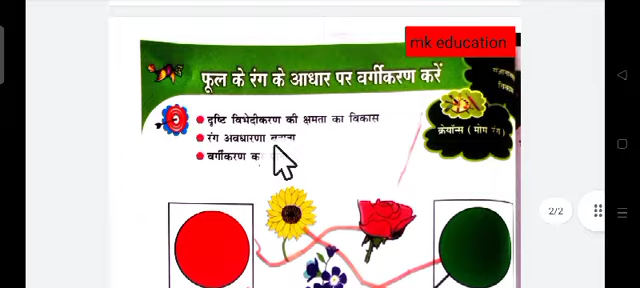 mk education
फूल के रंग के आधार पर वर्गीकरण करें
दृष्टि विभेदीकरण की क्षमता का विकास
रंग अवधारणा
वर्गीकरण
क्रेयॉन्स (मोम रंग)
2/2